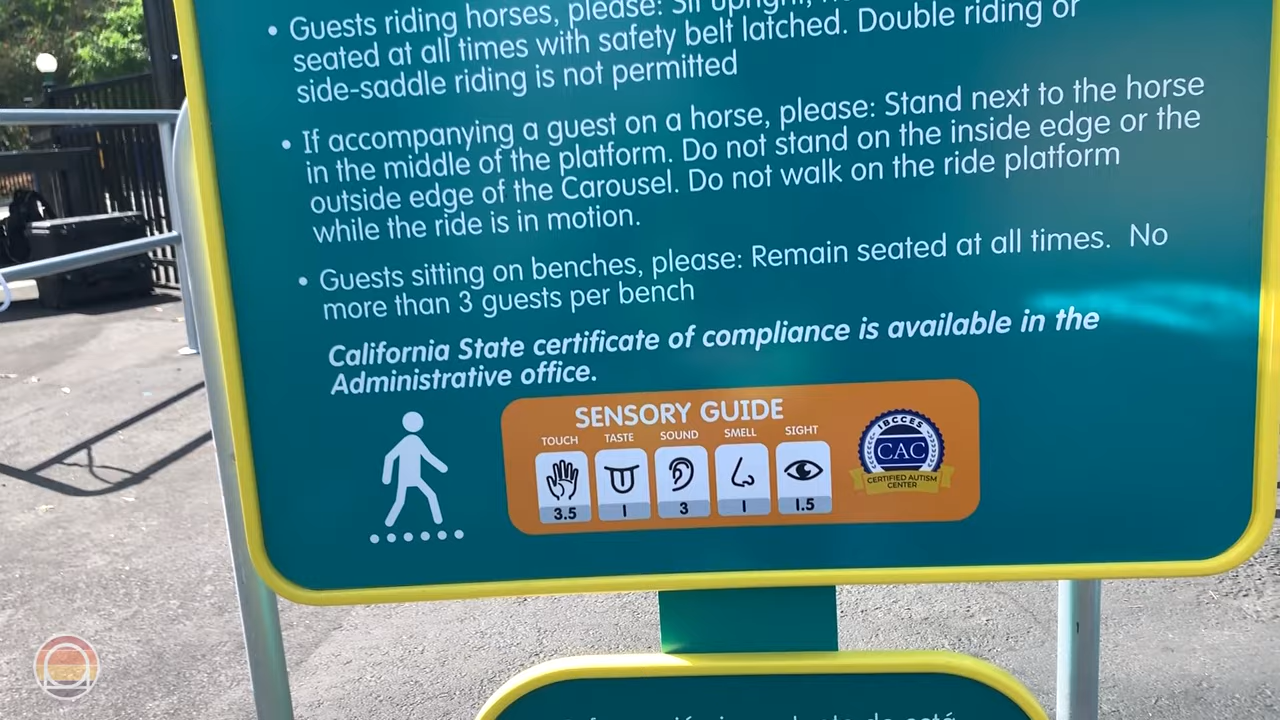 • Guests riding horses, please: Sit upright,
seated at all times with safety belt latched. Double riding or
side-saddle riding is not permitted
• If accompanying a guest on a horse, please: Stand next to the horse
in the middle of the platform. Do not stand on the inside edge or the
outside edge of the Carousel. Do not walk on the ride platform
while the ride is in motion.
• Guests sitting on benches, please: Remain seated at all times. No
more than 3 guests per bench
California State certificate of compliance is available in the
Administrative office.
SENSORY GUIDE
TOUCH TASTE SOUND SMELL SIGHT
3.5 1 3 1 1.5
IBCCES
CAC
CERTIFIED AUTISM
CENTER